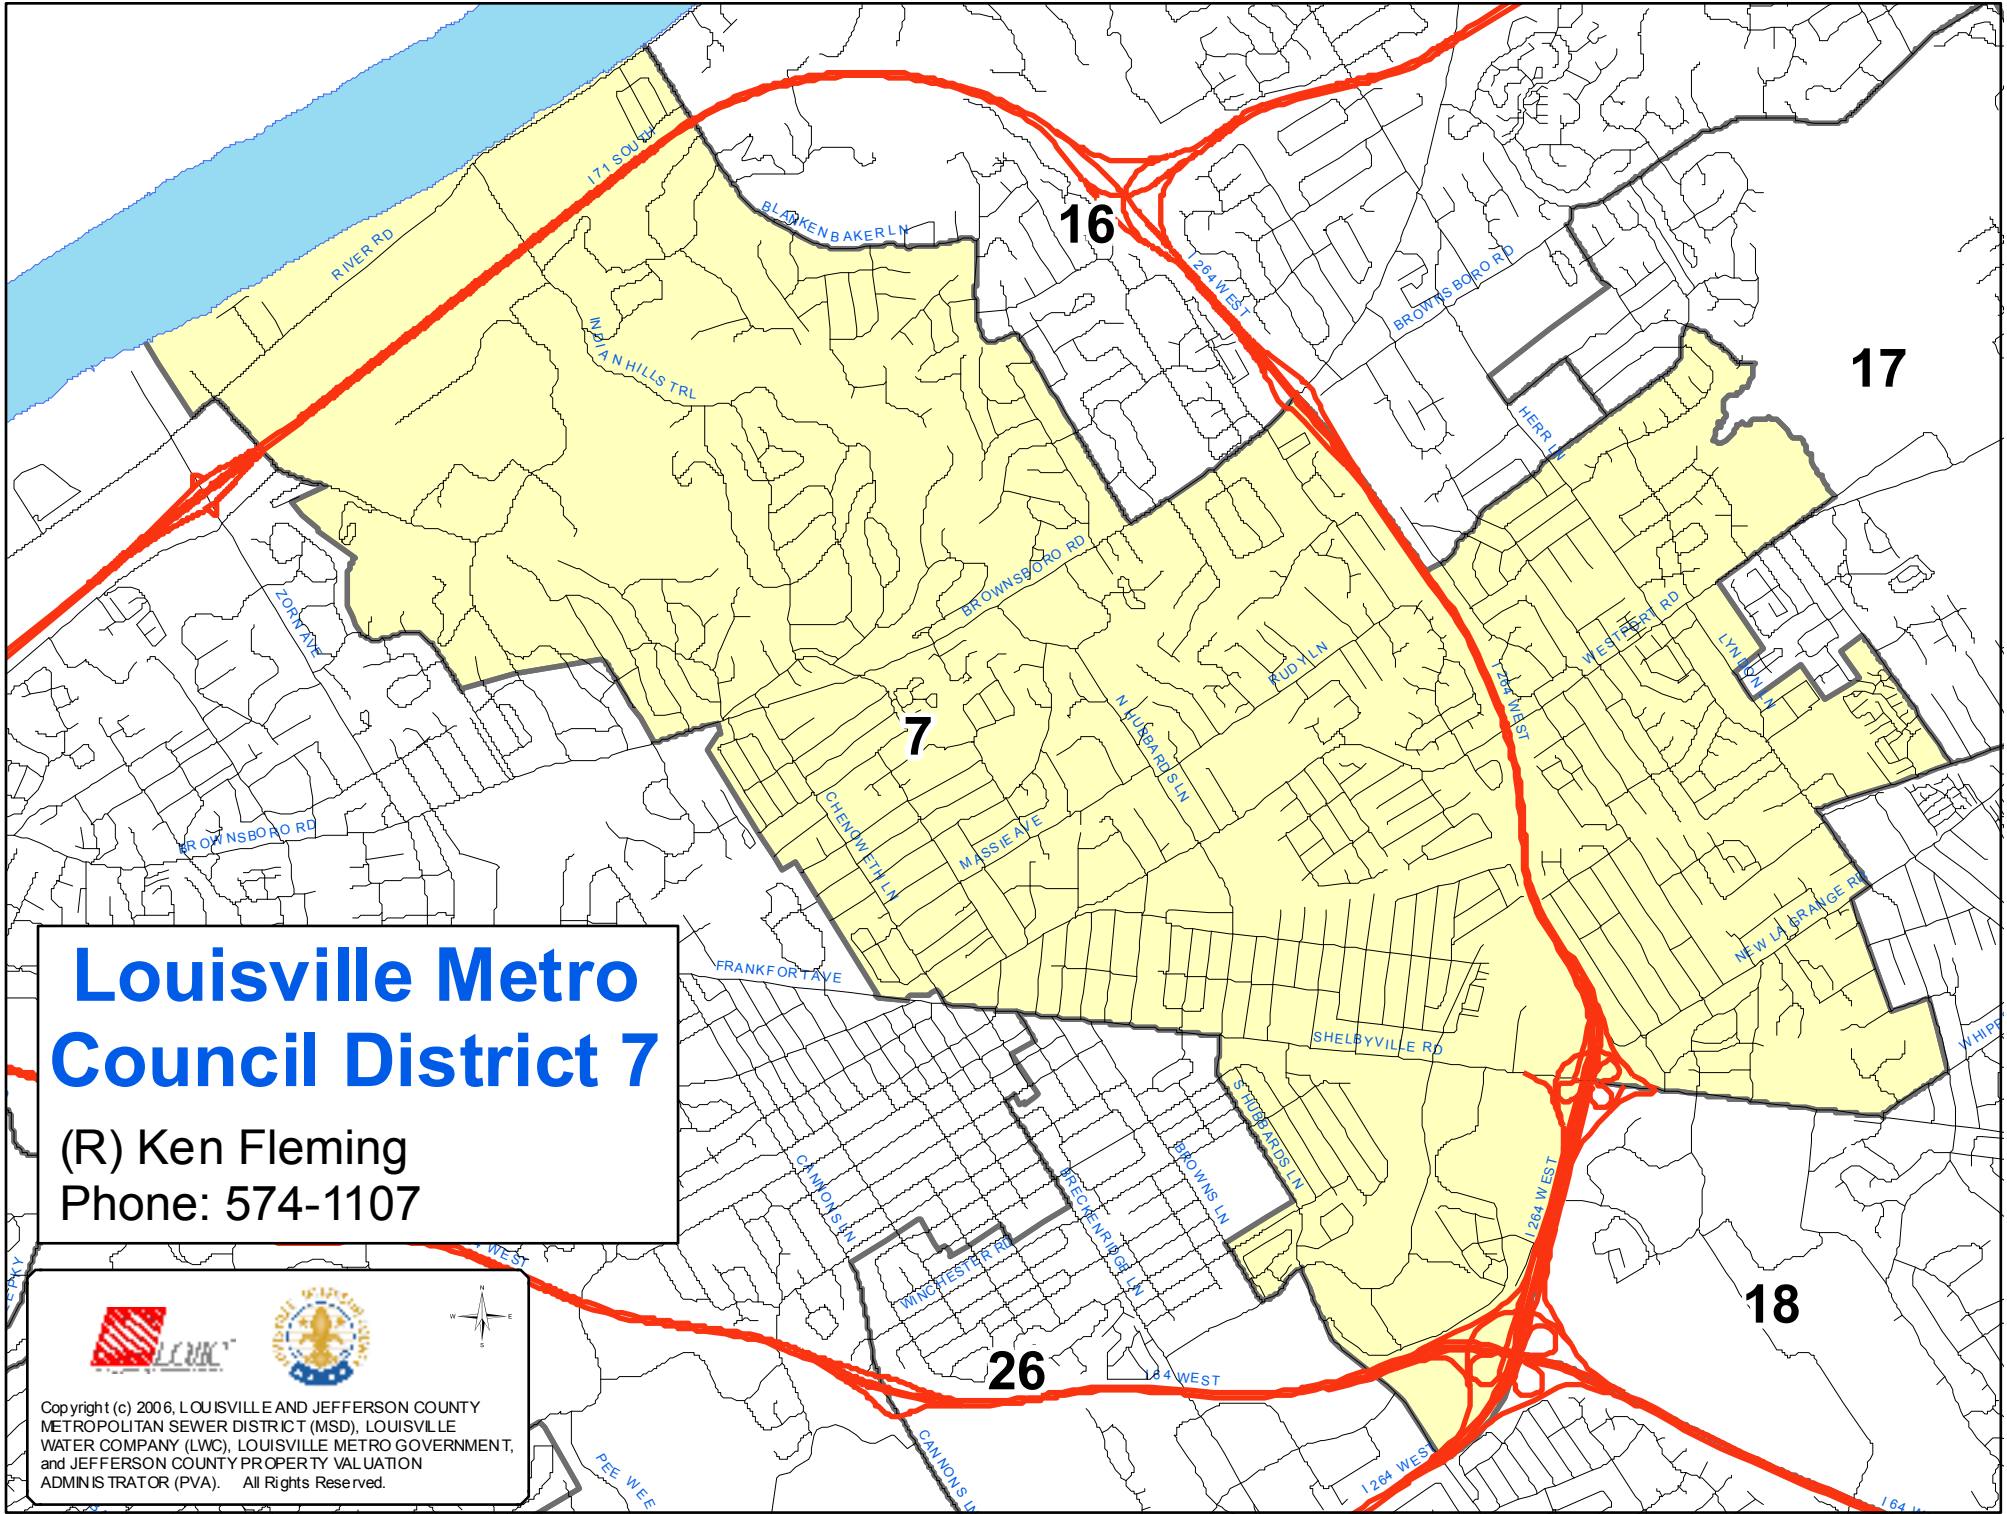 I 71 SOUTH
BLANKENBAKER LN
RIVER RD
16
I 264 WEST
BROWNSBORO RD
INDIAN HILLS TRL
17
HERR LN
BROWNSBORO RD
ZORN AVE
WESTPORT RD
RUDY LN
LYNDON LN
I 264 WEST
N HUBBARDS LN
7
CHENOWETH LN
MASSIE AVE
BROWNSBORO RD
NEW LA GRANGE RD
FRANKFORT AVE
SHELBYVILLE RD
Louisville Metro
Council District 7
(R) Ken Fleming
Phone: 574-1107
S HUBBARDS LN
CANNONS LN
BRECKENRIDGE LN
BROWNS LN
I 264 WEST
WINCHESTER RD
WEST
18
26
I 64 WEST
N
W E
S
LOJIC
Copyright (c) 2006, LOUISVILLE AND JEFFERSON COUNTY
METROPOLITAN SEWER DISTRICT (MSD), LOUISVILLE
WATER COMPANY (LWC), LOUISVILLE METRO GOVERNMENT,
and JEFFERSON COUNTY PROPERTY VALUATION
ADMINISTRATOR (PVA). All Rights Reserved.
PEE WEE
CANNONS LN
I 264 WEST
I 64 W